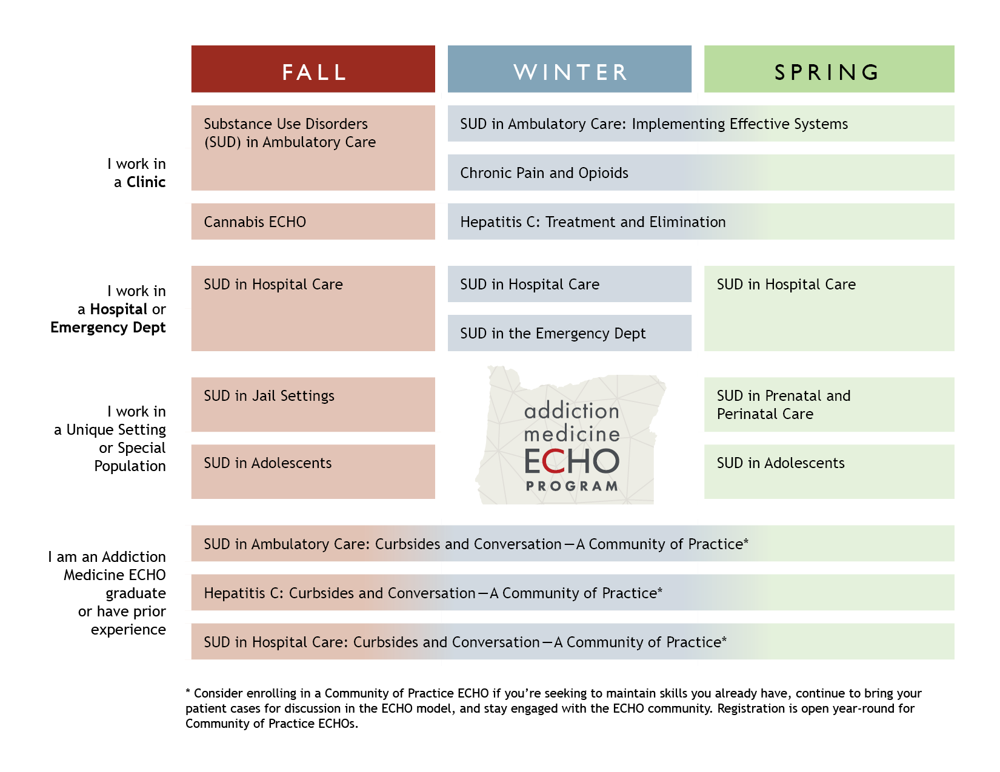 FALL
WINTER
SPRING
I work in
a Clinic
Substance Use Disorders
(SUD) in Ambulatory Care
SUD in Ambulatory Care: Implementing Effective Systems
Chronic Pain and Opioids
Cannabis ECHO
Hepatitis C: Treatment and Elimination
I work in
a Hospital or
Emergency Dept
SUD in Hospital Care
SUD in Hospital Care
SUD in the Emergency Dept
SUD in Hospital Care
I work in
a Unique Setting
or Special
Population
SUD in Jail Settings
SUD in Adolescents
addiction
medicine
ECHO
PROGRAM
SUD in Prenatal and
Perinatal Care
SUD in Adolescents
I am an Addiction
Medicine ECHO
graduate
or have prior
experience
SUD in Ambulatory Care: Curbsides and Conversation—A Community of Practice*
Hepatitis C: Curbsides and Conversation—A Community of Practice*
SUD in Hospital Care: Curbsides and Conversation—A Community of Practice*
* Consider enrolling in a Community of Practice ECHO if you’re seeking to maintain skills you already have, continue to bring your
patient cases for discussion in the ECHO model, and stay engaged with the ECHO community. Registration is open year-round for
Community of Practice ECHOs.